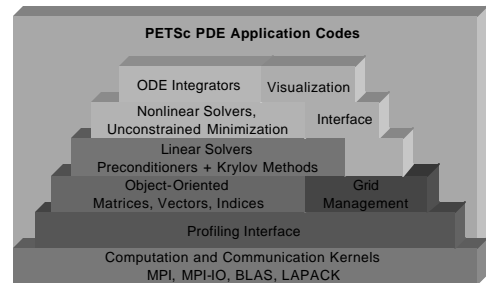 PETSc PDE Application Codes
ODE Integrators
Visualization
Nonlinear Solvers,
Unconstrained Minimization
Interface
Linear Solvers
Preconditioners + Krylov Methods
Object-Oriented
Matrices, Vectors, Indices
Grid
Management
Profiling Interface
Computation and Communication Kernels
MPI, MPI-IO, BLAS, LAPACK